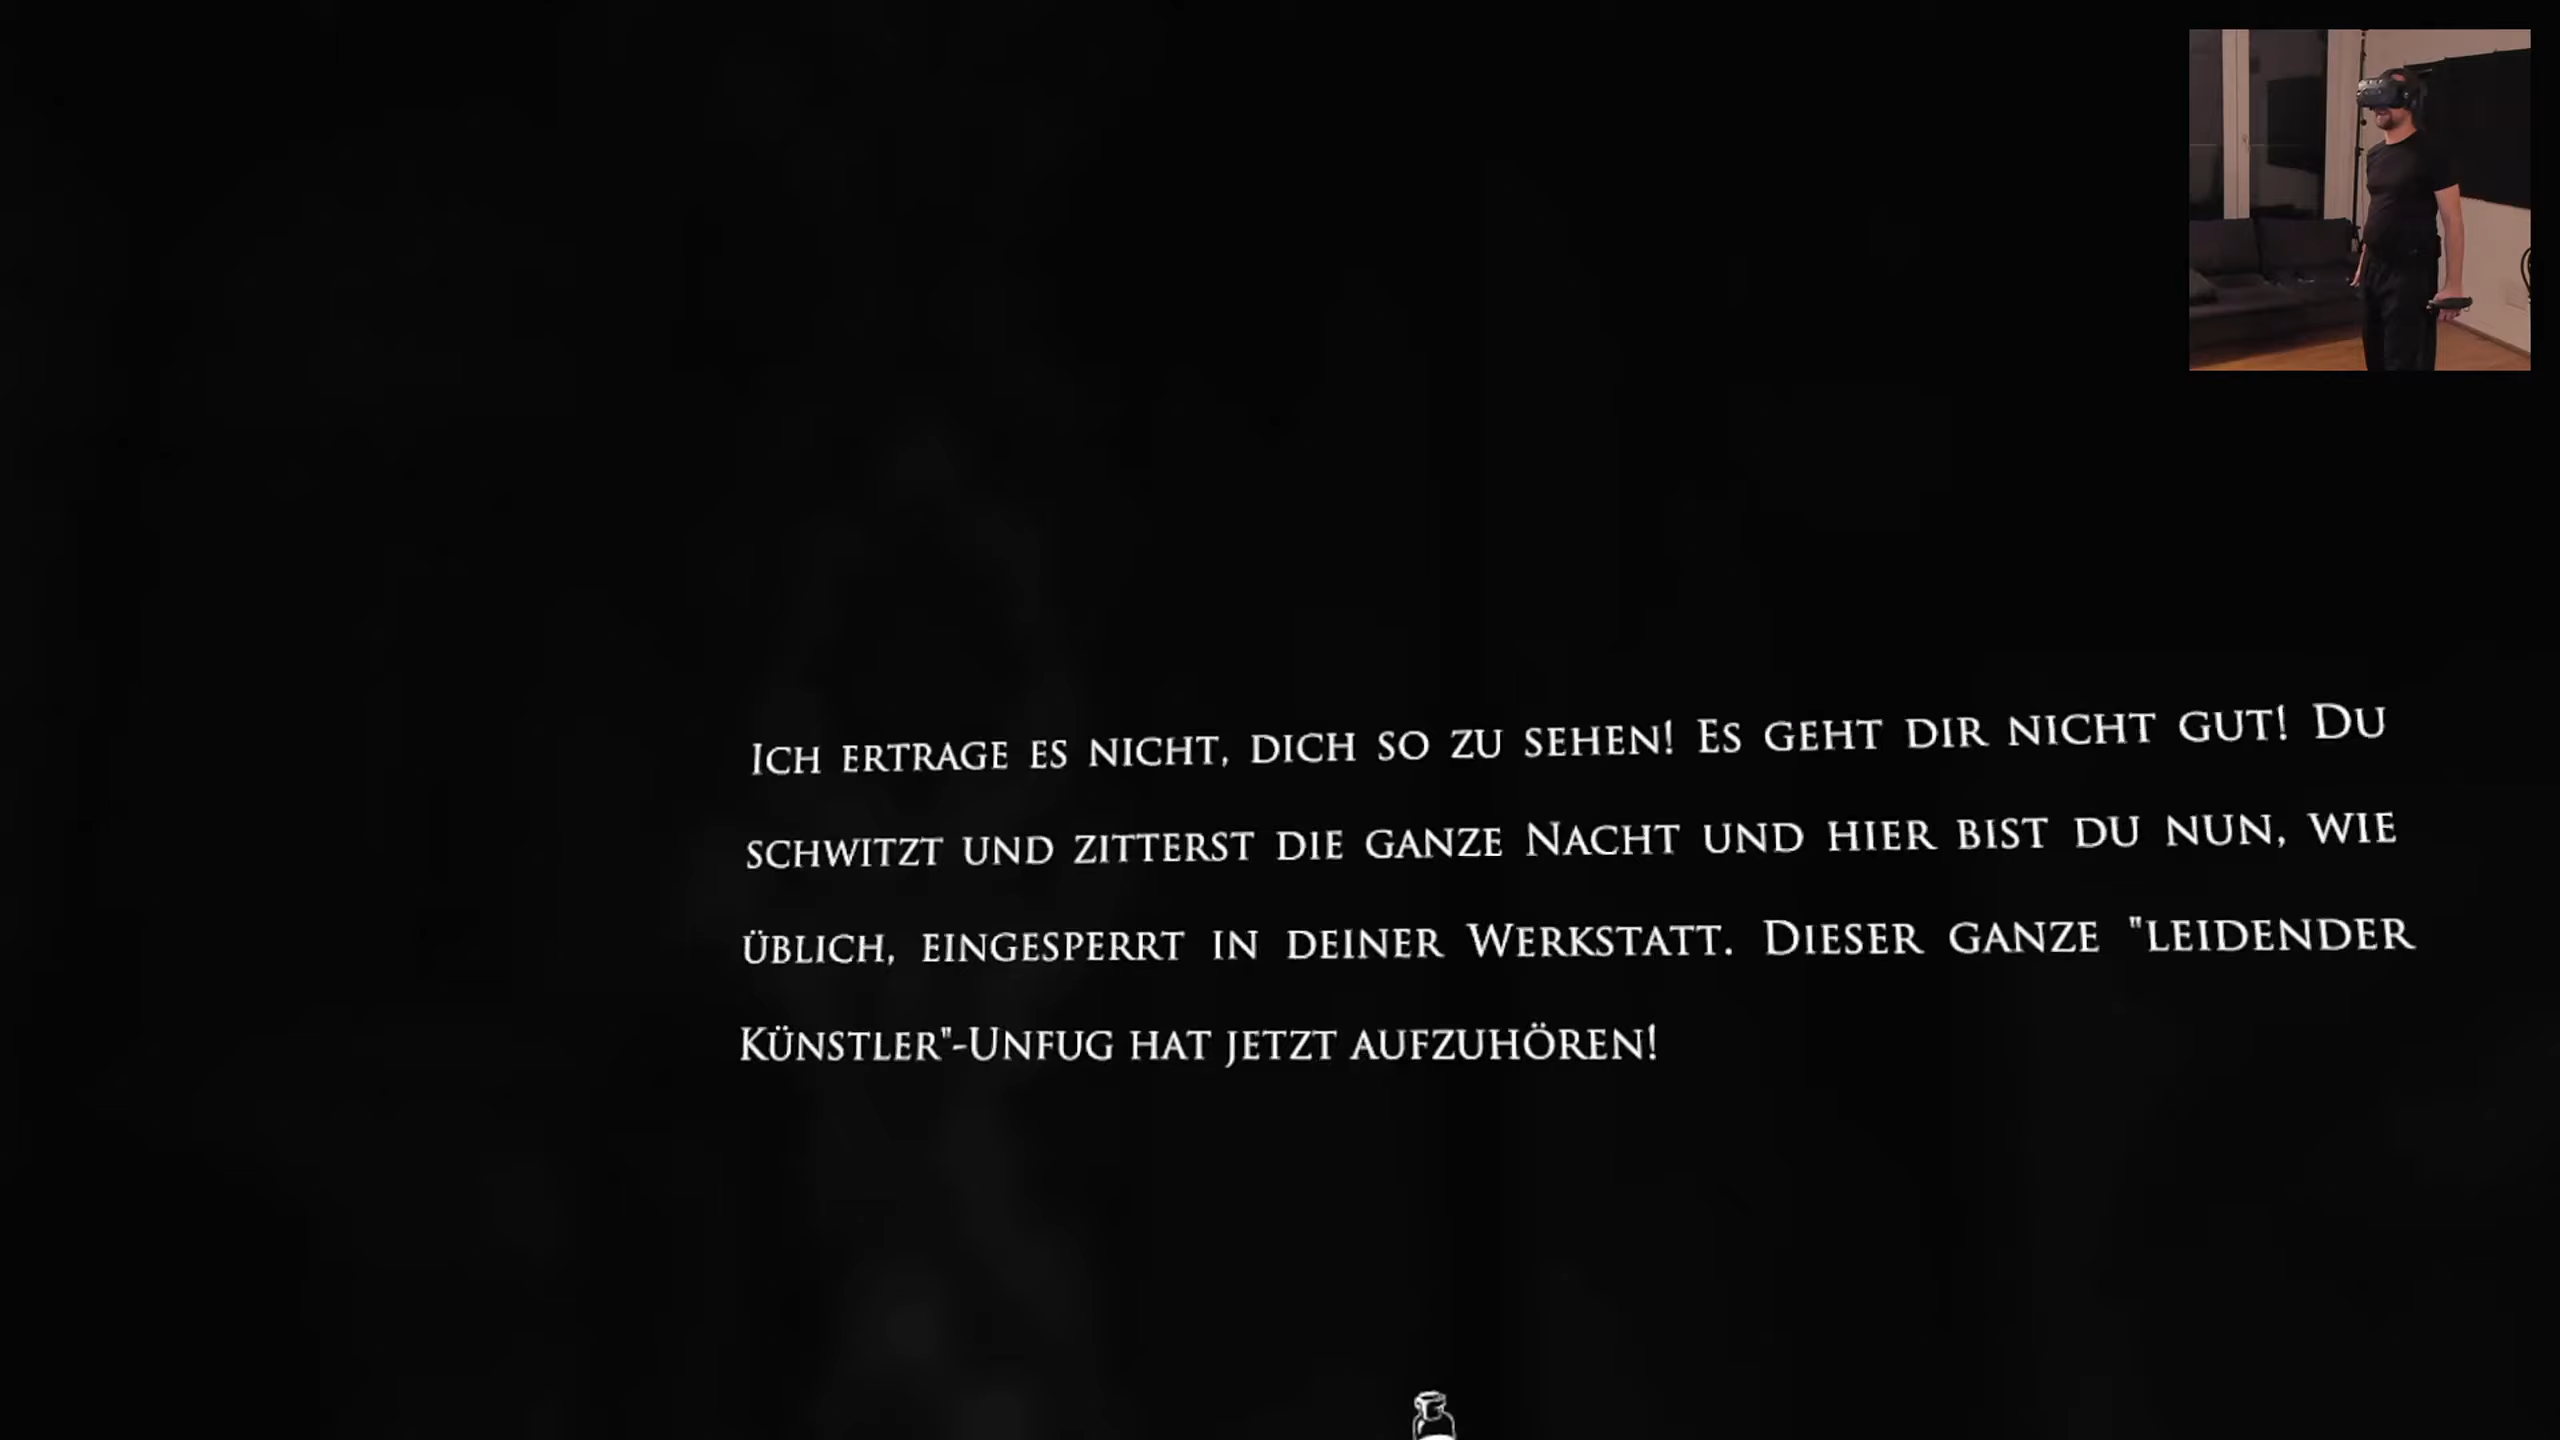 Ich ertrage es nicht, dich so zu sehen! Es geht dir nicht gut! Du
schwitzt und zitterst die ganze Nacht und hier bist du nun, wie
üblich, eingesperrt in deiner Werkstatt. Dieser ganze "leidender
Künstler"-Unfug hat jetzt aufzuhören!